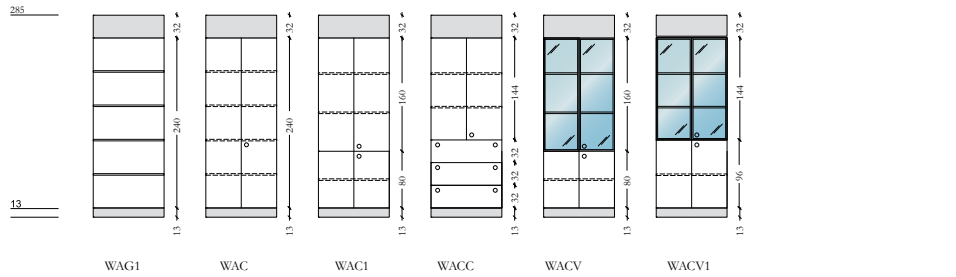 285
32 32 32 32 32 32
240 240 160 144 160 144
32
80 32 80 96
32
13
13 13 13 13 13 13
WAG1 WAC WAC1 WACC WACV WACV1